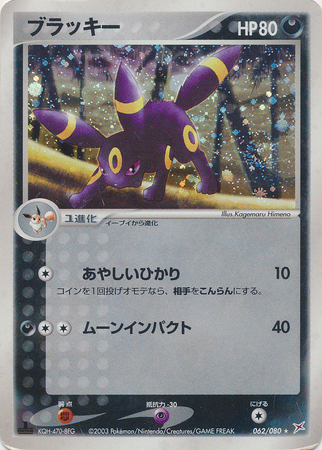 ブラッキー HP80
Illus.Kagemaru Himeno
1進化 イーブイから進化
あやしいひかり 10
コインを1回投げオモテなら、相手をこんらんにする。
ムーンインパクト 40
弱点 抵抗力 -30 にげる
KQH-470-BFG ©2003 Pokémon/Nintendo/Creatures/GAME FREAK 062/080 ★